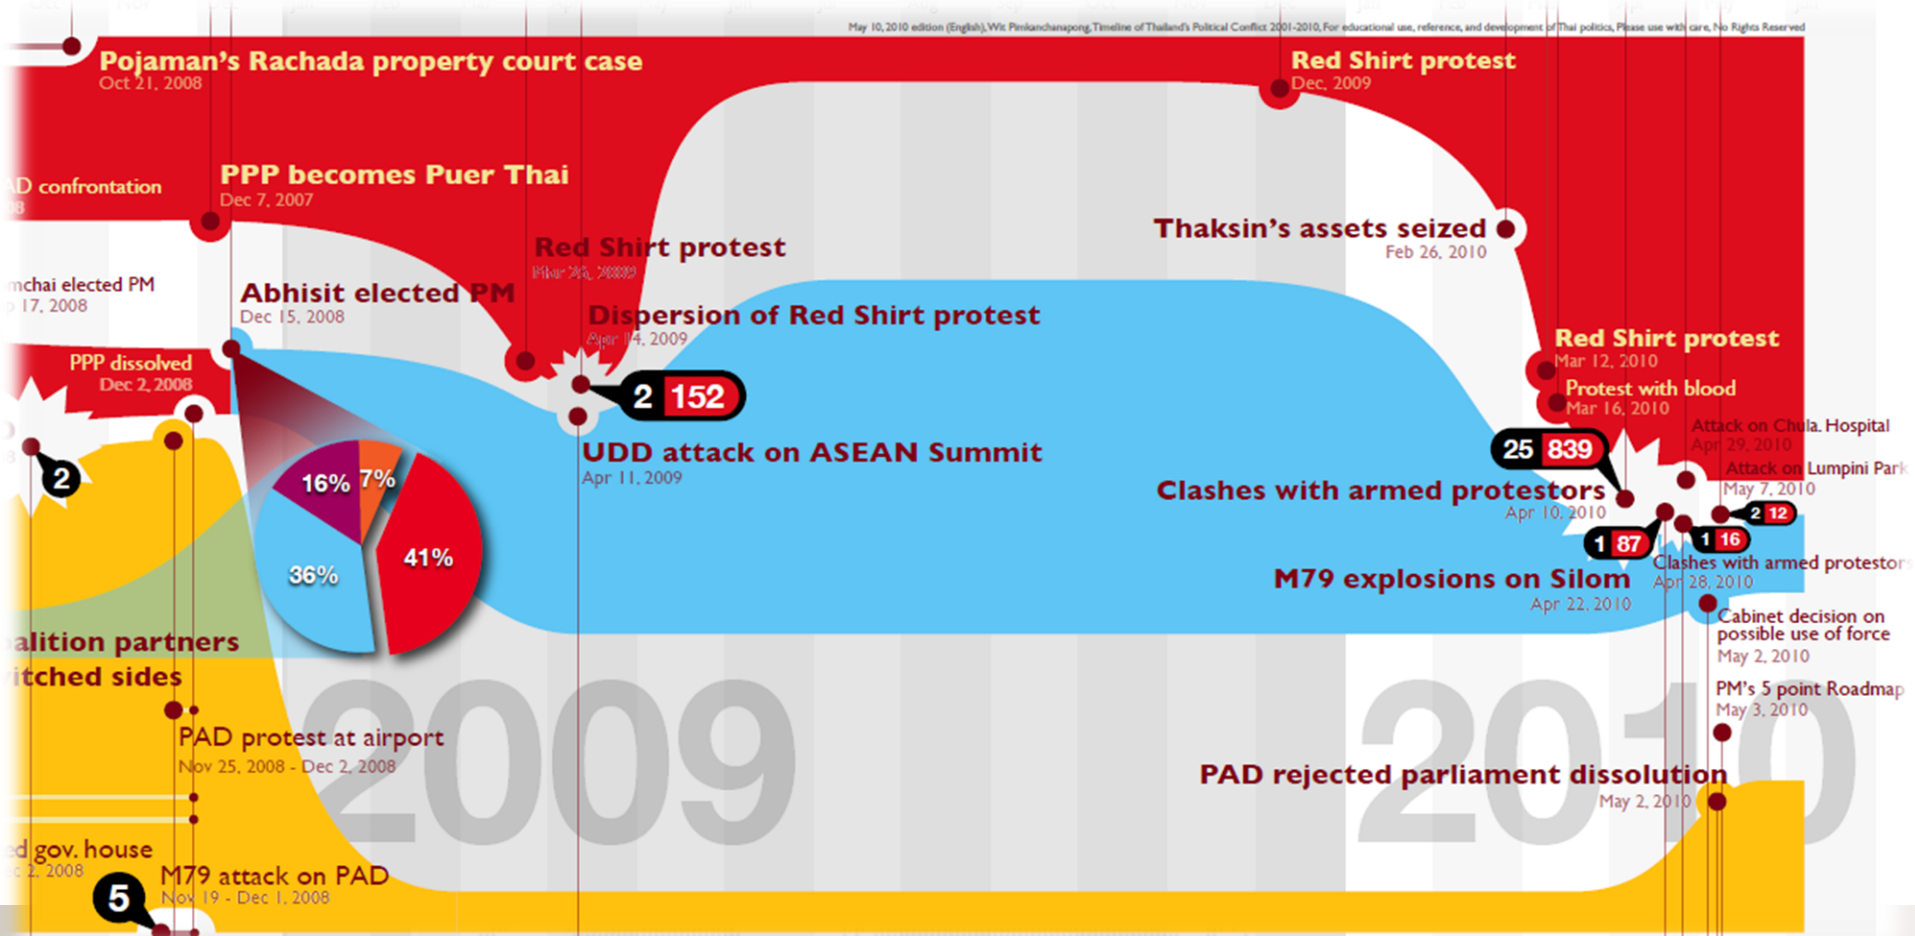 May 10, 2010 edition (English), Wit Pimkanchanapong, Timeline of Thailand's Political Conflict 2001-2010, For educational use, reference, and development of Thai politics, Please use with care, No Rights Reserved
Pojaman's Rachada property court case
Oct 21, 2008
Red Shirt protest
Dec, 2009
PPP becomes Puer Thai
Dec 7, 2007
AD confrontation
08
Thaksin's assets seized
Feb 26, 2010
Red Shirt protest
Mar 26, 2009
mchai elected PM
p 17, 2008
Abhisit elected PM
Dec 15, 2008
Dispersion of Red Shirt protest
Apr 14, 2009
Red Shirt protest
Mar 12, 2010
PPP dissolved
Dec 2, 2008
2 152
Protest with blood
Mar 16, 2010
Attack on Chula. Hospital
Apr 29, 2010
2
16%
7%
36%
41%
UDD attack on ASEAN Summit
Apr 11, 2009
25 839
Attack on Lumpini Park
May 7, 2010
Clashes with armed protestors
Apr 10, 2010
2 12
1 87
1 16
Clashes with armed protestors
Apr 28, 2010
M79 explosions on Silom
Apr 22, 2010
Cabinet decision on
possible use of force
May 2, 2010
alition partners
itched sides
PM's 5 point Roadmap
May 3, 2010
PAD protest at airport
Nov 25, 2008 - Dec 2, 2008
2009
2010
PAD rejected parliament dissolution
May 2, 2010
ed gov. house
c 2, 2008
M79 attack on PAD
Nov 19 - Dec 1, 2008
5